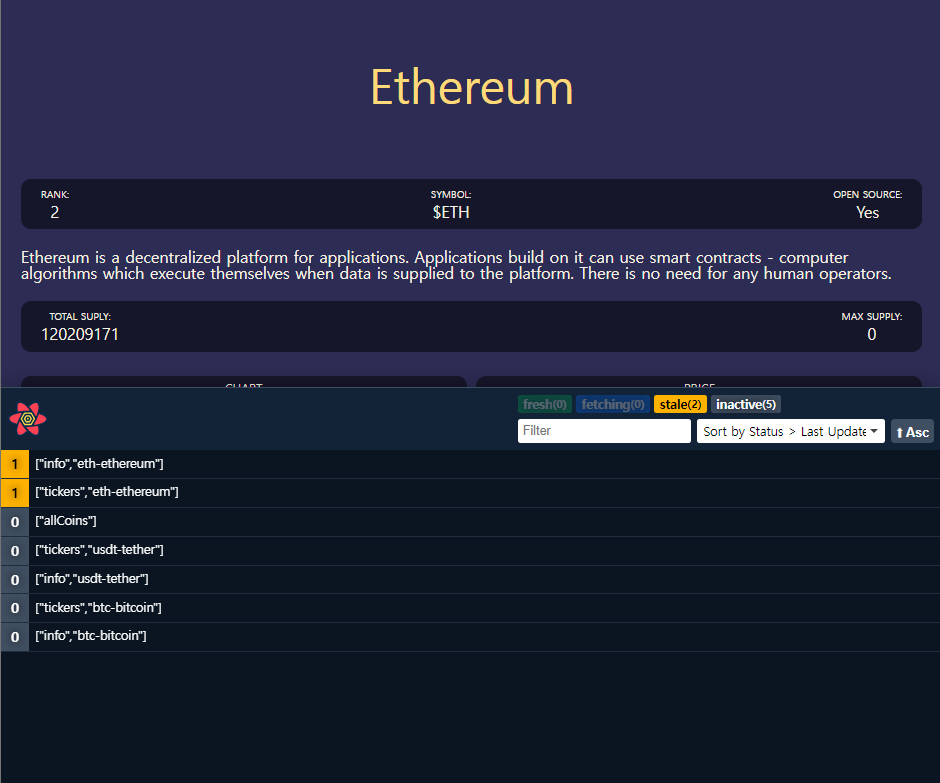 Ethereum
RANK: SYMBOL: OPEN SOURCE:
2 $ETH Yes
Ethereum is a decentralized platform for applications. Applications build on it can use smart contracts - computer
algorithms which execute themselves when data is supplied to the platform. There is no need for any human operators.
TOTAL SUPLY: MAX SUPPLY:
120209171 0
CHART PRICE
fresh(0) fetching(0) stale(2) inactive(5)
Filter Sort by Status > Last Update ⬆ Asc
1 ["info","eth-ethereum"]
1 ["tickers","eth-ethereum"]
0 ["allCoins"]
0 ["tickers","usdt-tether"]
0 ["info","usdt-tether"]
0 ["tickers","btc-bitcoin"]
0 ["info","btc-bitcoin"]